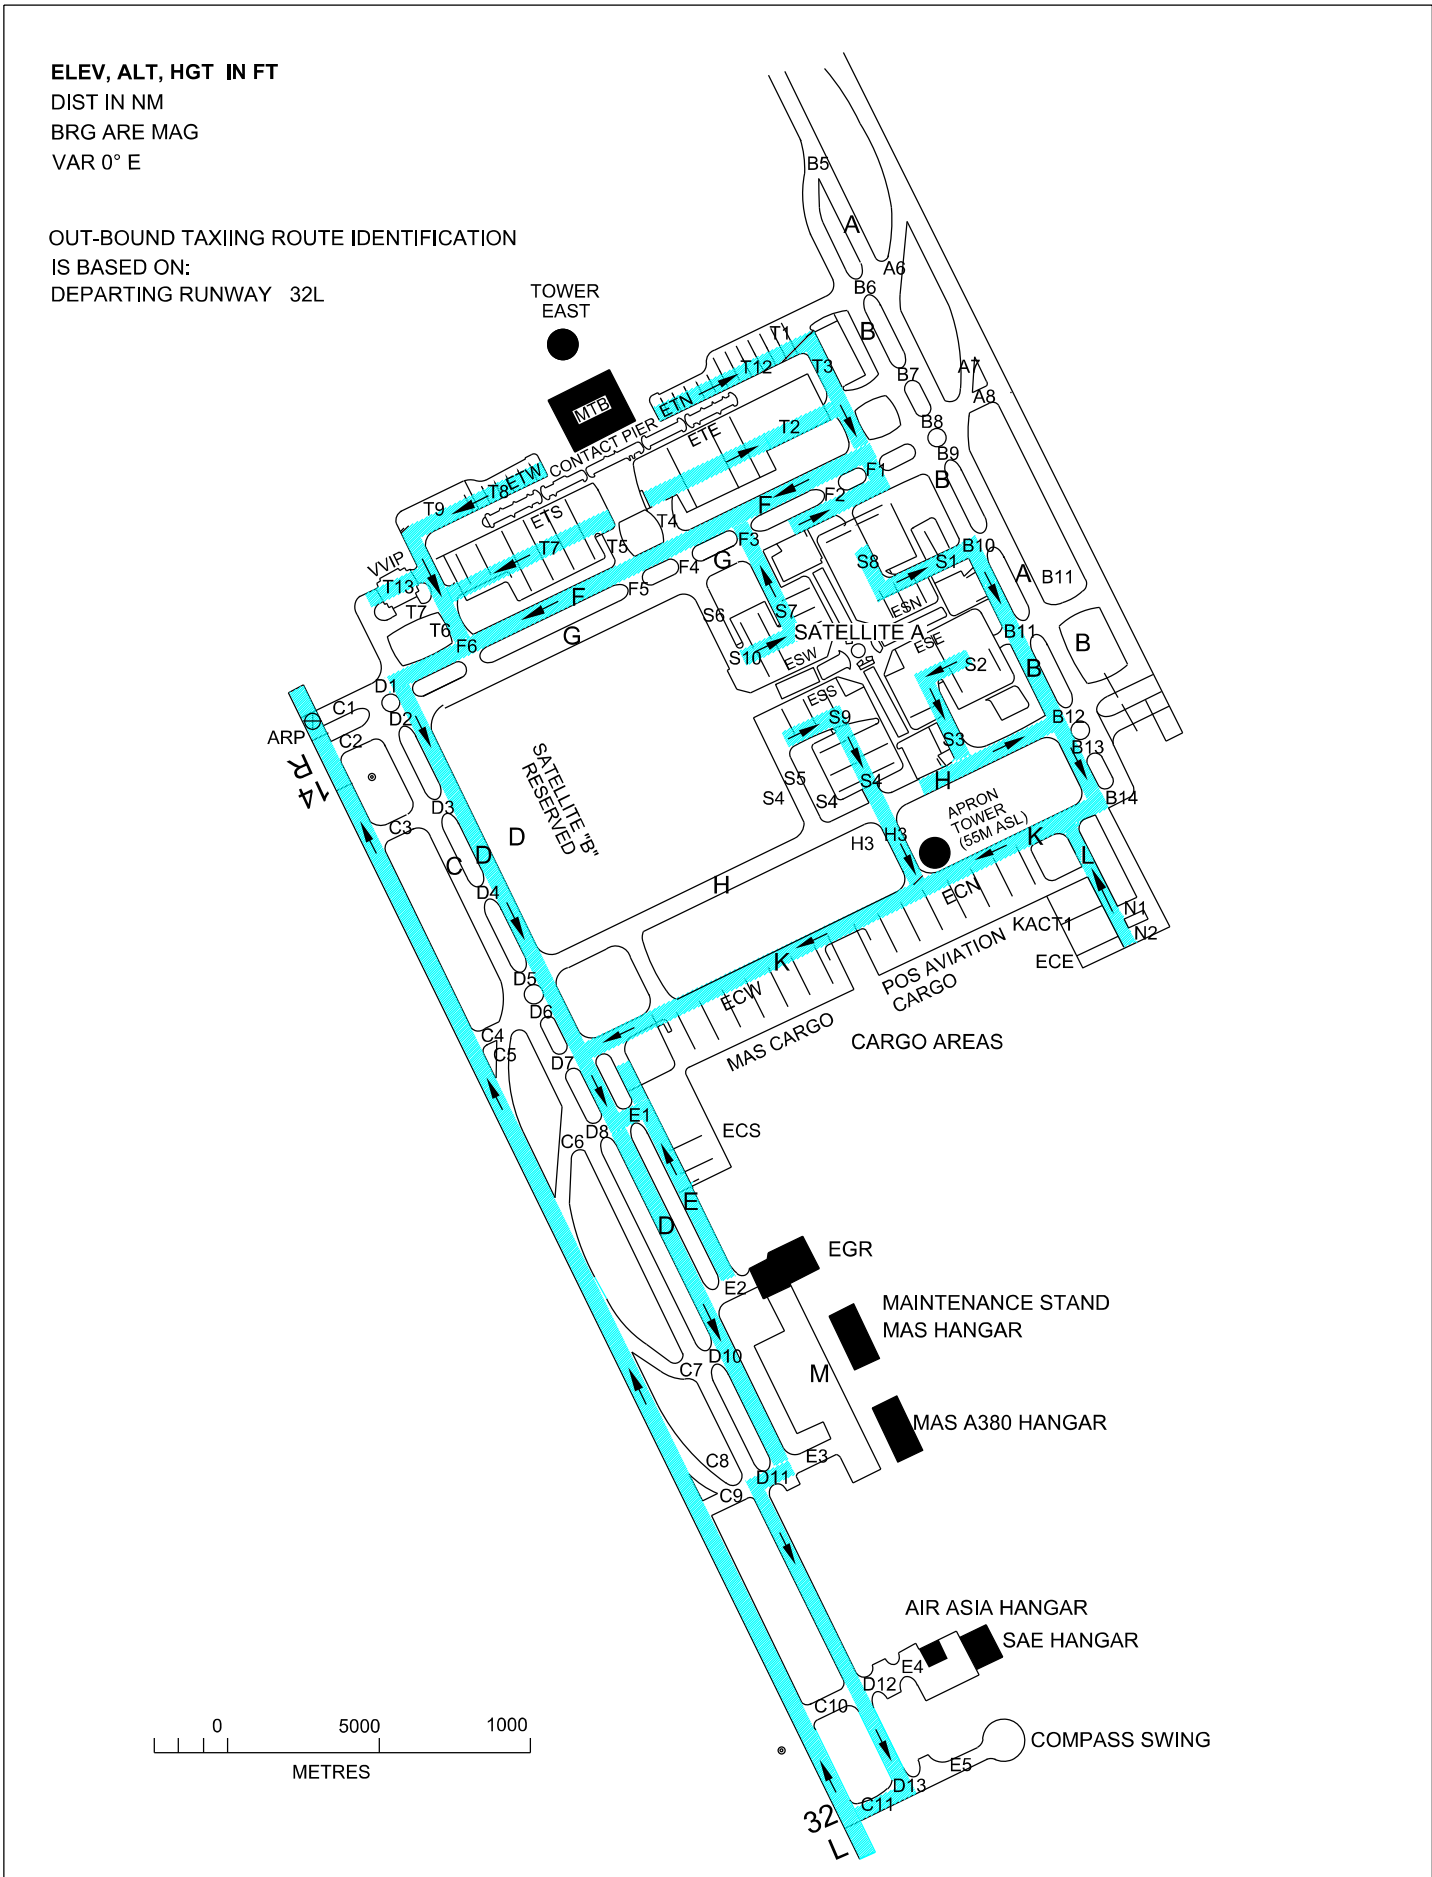 ELEV, ALT, HGT IN FT
DIST IN NM
BRG ARE MAG
VAR 0° E
OUT-BOUND TAXIING ROUTE IDENTIFICATION
IS BASED ON:
DEPARTING RUNWAY 32L
TOWER
EAST
MTB
B5
A
A6
B6
B
B7
A7
A8
B8
B9
B
T1
T12
T3
ETN
CONTACT PIER
ETE
T2
F1
F2
F
T4
F3
G
F4
F5
ETW
T8
T9
ETS
T7
T5
VVIP
T13
T7
T6
F6
F
G
S8
S1
B10
A
B11
ESN
B11
B
B
S6
S7
SATELLITE A
S10
ESW
ESE
S2
ESS
S9
S3
B12
B13
B14
H
S5
S4
S4
S4
H3
H3
APRON
TOWER
(55M ASL)
K
L
ECN
N1
N2
KACT1
ECE
D1
C1
D2
ARP
C2
14
R
SATELLITE "B"
RESERVED
D3
C3
D
C
D
D4
H
D5
D6
K
ECW
POS AVIATION
CARGO
MAS CARGO
CARGO AREAS
C4
C5
D7
E1
D8
C6
ECS
E
D
E2
EGR
MAINTENANCE STAND
MAS HANGAR
D10
C7
M
MAS A380 HANGAR
C8
E3
D11
C9
AIR ASIA HANGAR
SAE HANGAR
E4
D12
C10
COMPASS SWING
E5
D13
C11
32
L
0 5000 1000
METRES